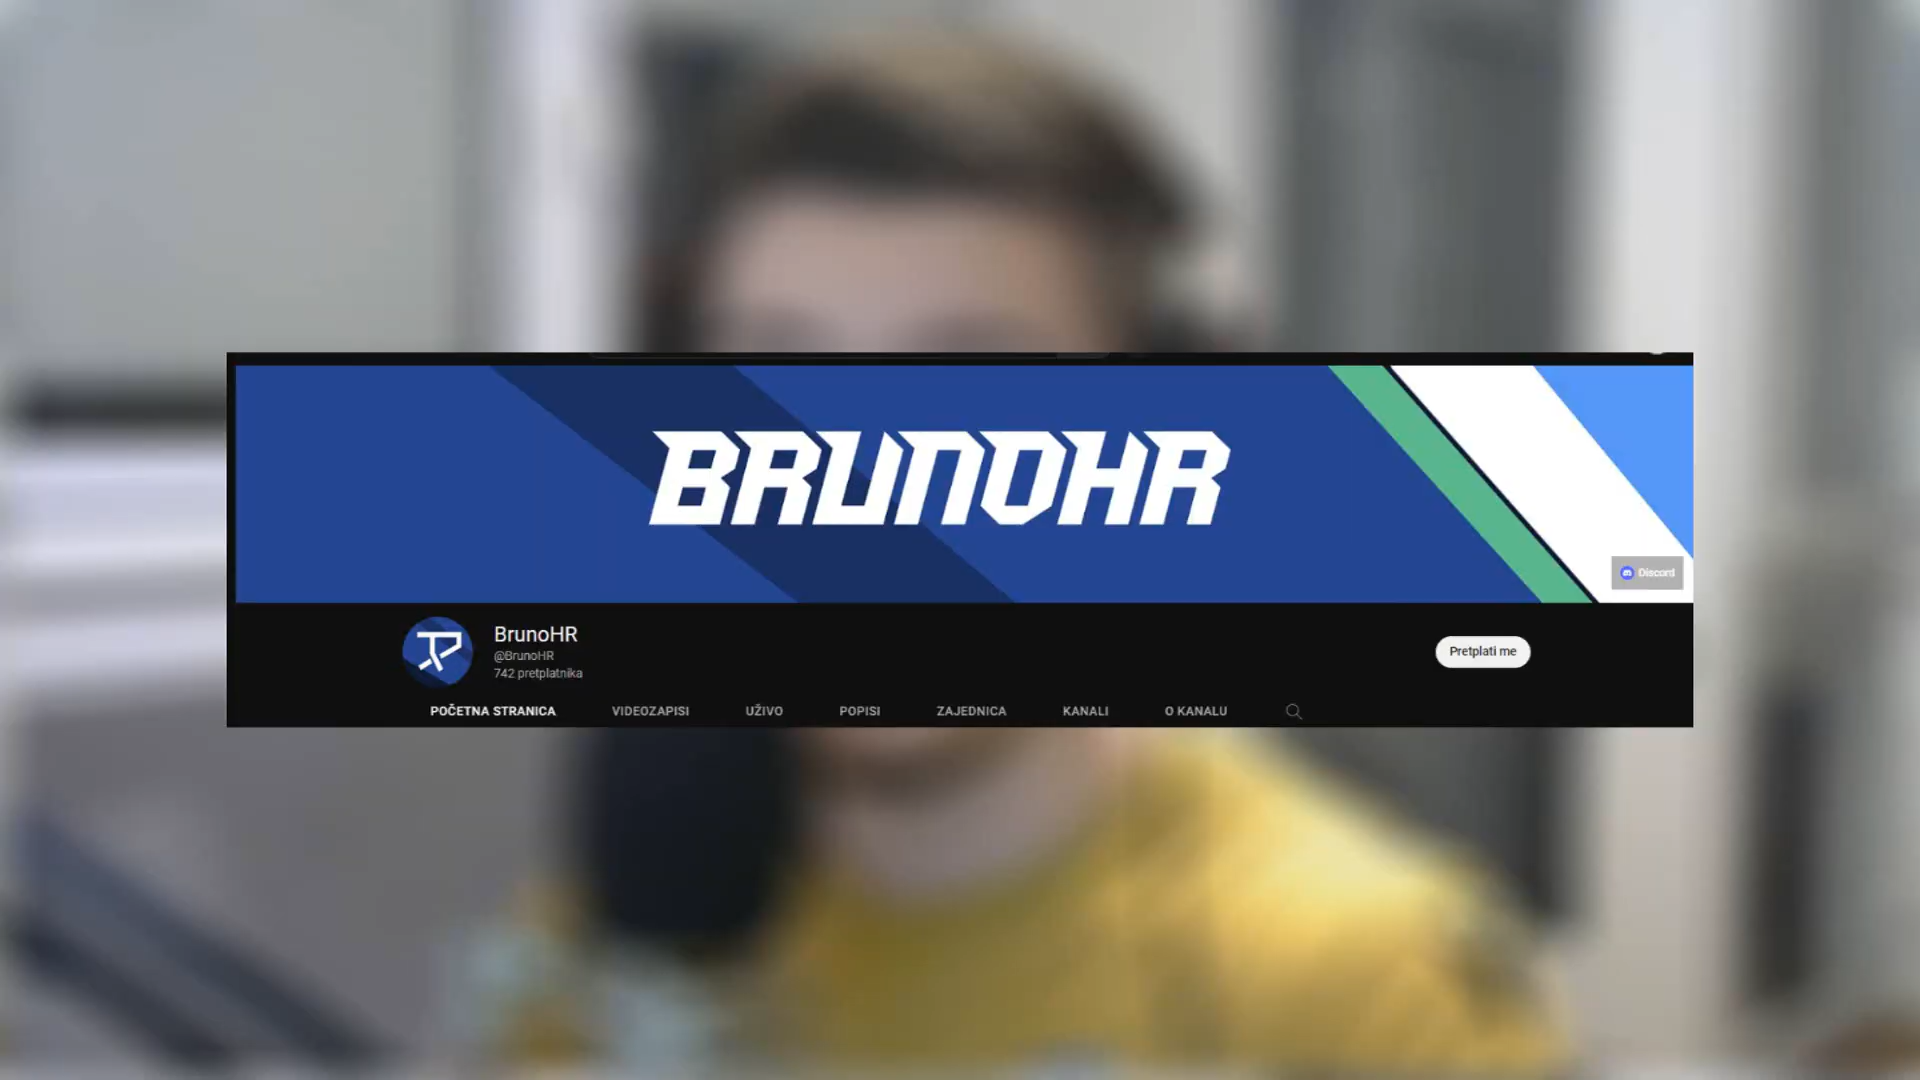 BRUNOHR
Discord
BrunoHR
@BrunoHR
742 pretplatnika
Pretplati me
POČETNA STRANICA VIDEOZAPISI UŽIVO POPISI ZAJEDNICA KANALI O KANALU